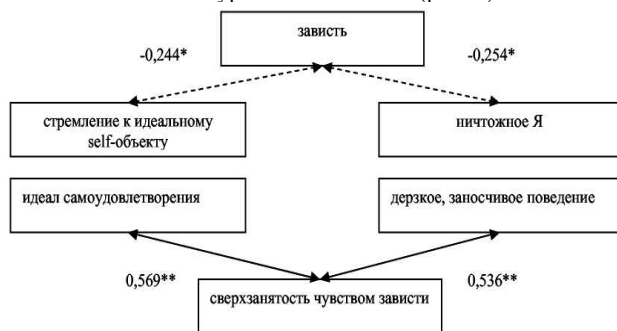 зависть
-0,244*
-0,254*
стремление к идеальному
self-объекту
ничтожное Я
идеал самоудовлетворения
дерзкое, заносчивое поведение
0,569**
0,536**
сверхзанятость чувством зависти